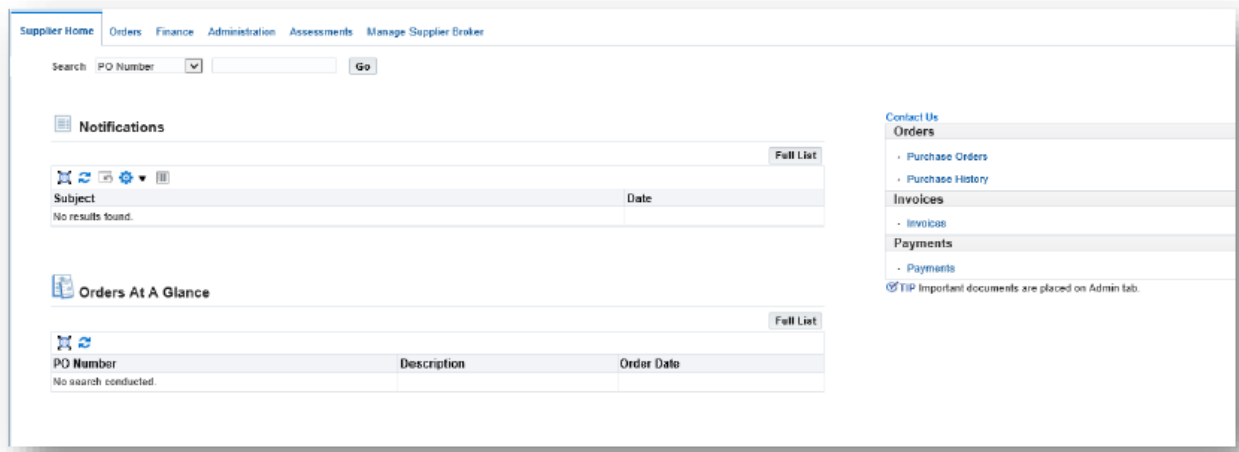 Supplier Home Orders Finance Administration Assessments Manage Supplier Broker
Search PO Number Go
Notifications
Full List
Subject Date
No results found.
Orders At A Glance
Full List
PO Number Description Order Date
No search conducted.
Contact Us
Orders
Purchase Orders
Purchase History
Invoices
Invoices
Payments
Payments
TIP Important documents are placed on Admin tab.